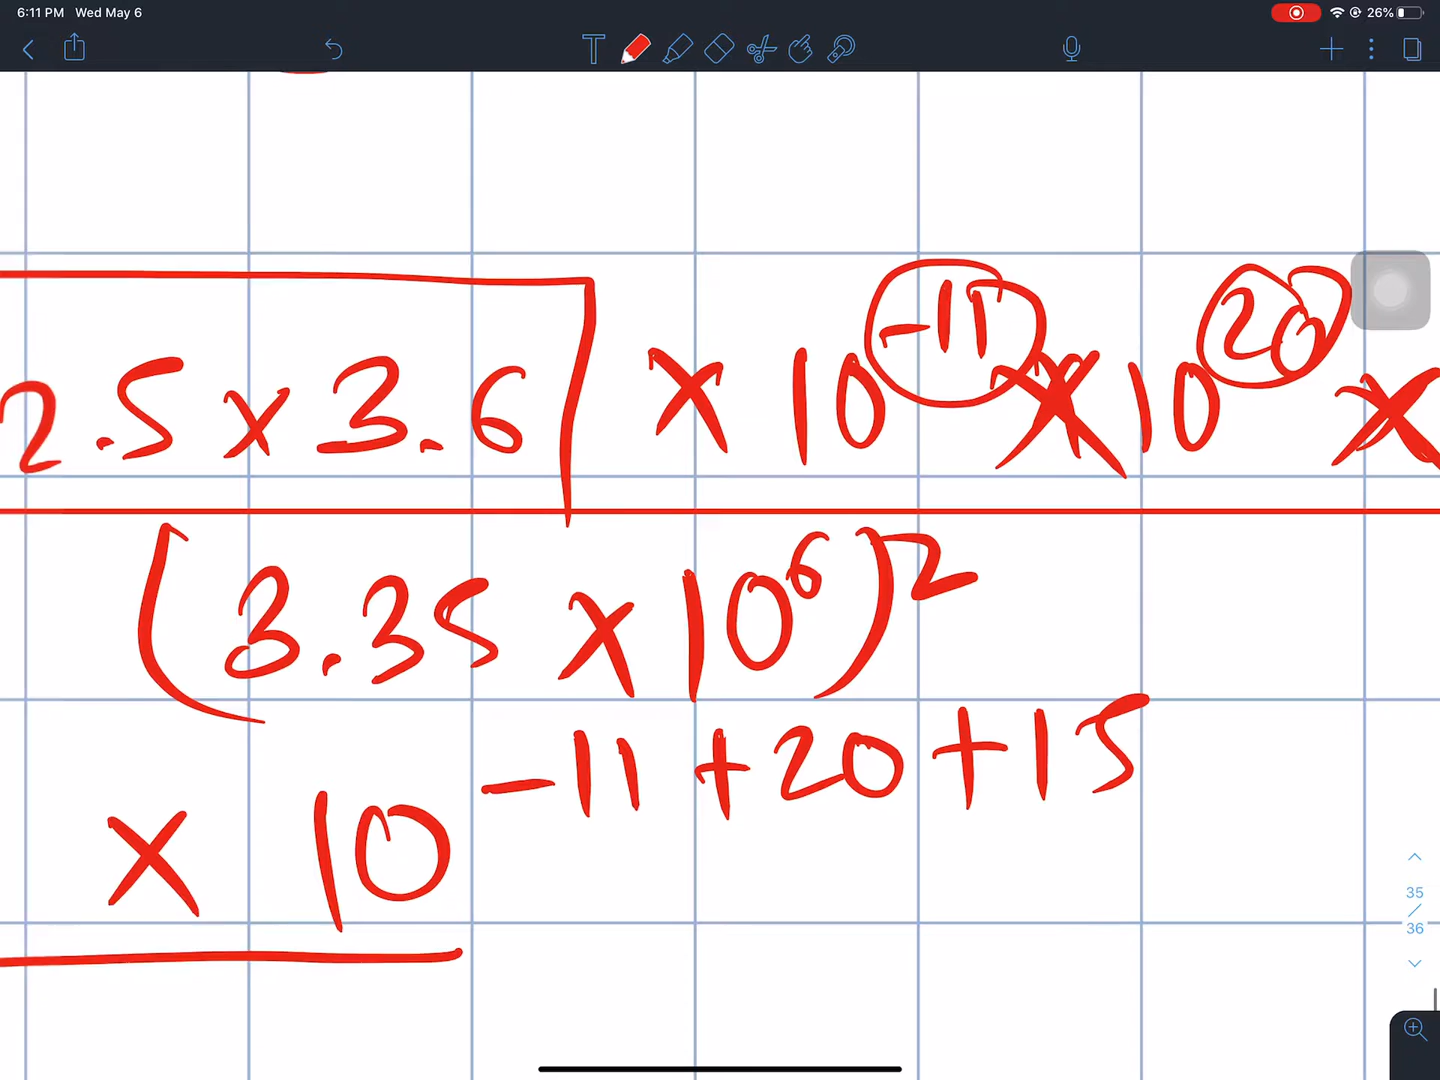 6:11 PM Wed May 6
26%
T
2.5 x 3.6 x 10^-11 x 10^20 x
(3.35 x 10^6)^2
x 10^-11+20+15
35
/
36